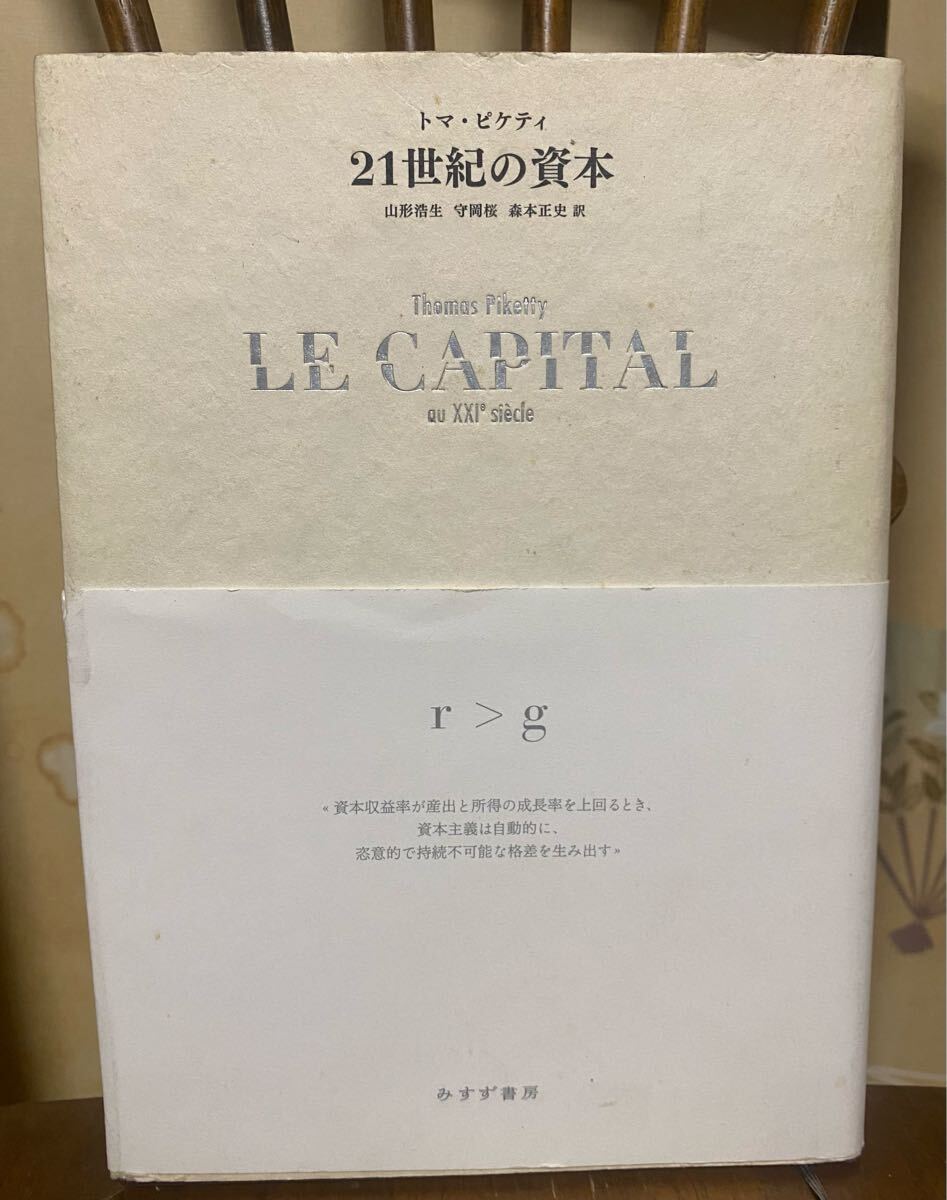 トマ・ピケティ
21世紀の資本
山形浩生 守岡桜 森本正史 訳
Thomas Piketty
LE CAPITAL
au XXIe siècle
r > g
« 資本収益率が産出と所得の成長率を上回るとき、
資本主義は自動的に、
恣意的で持続不可能な格差を生み出す»
みすず書房